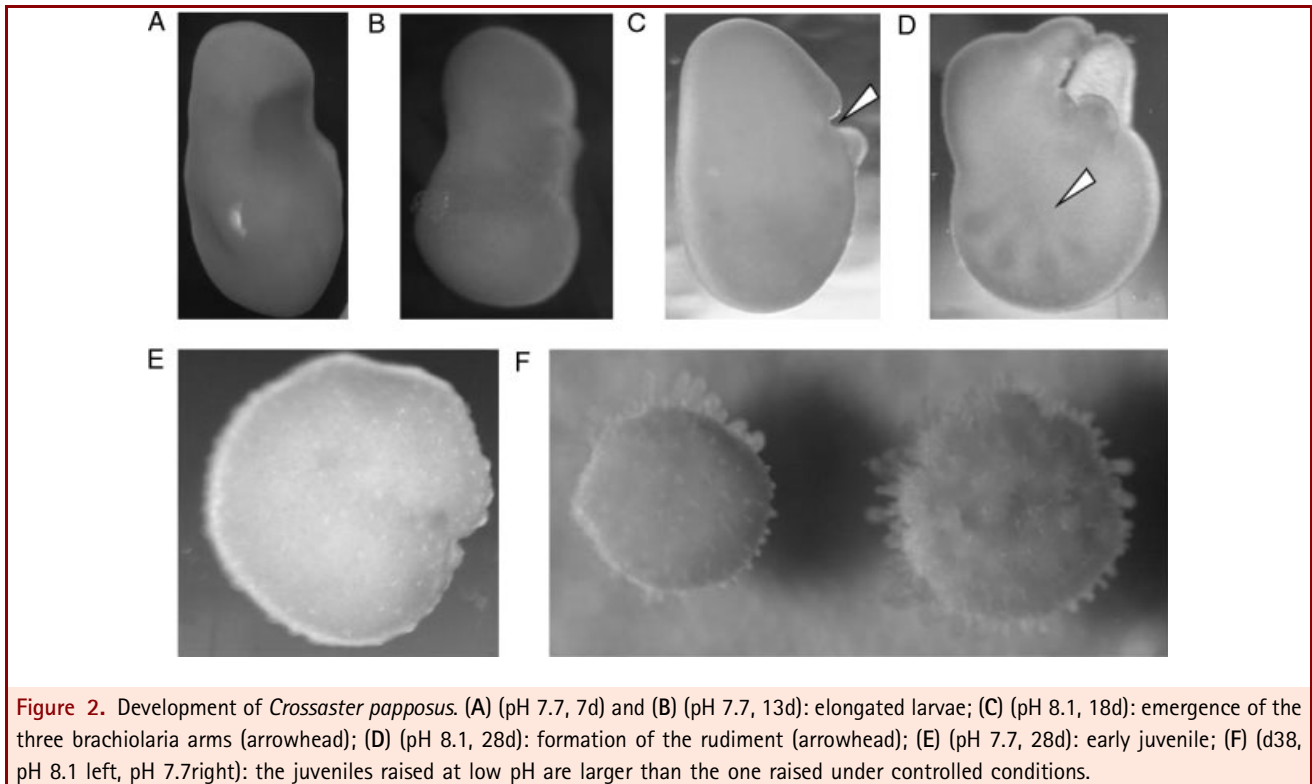 A
B
C
D
E
F
Figure 2. Development of Crossaster papposus. (A) (pH 7.7, 7d) and (B) (pH 7.7, 13d): elongated larvae; (C) (pH 8.1, 18d): emergence of the
three brachiolaria arms (arrowhead); (D) (pH 8.1, 28d): formation of the rudiment (arrowhead); (E) (pH 7.7, 28d): early juvenile; (F) (d38,
pH 8.1 left, pH 7.7right): the juveniles raised at low pH are larger than the one raised under controlled conditions.